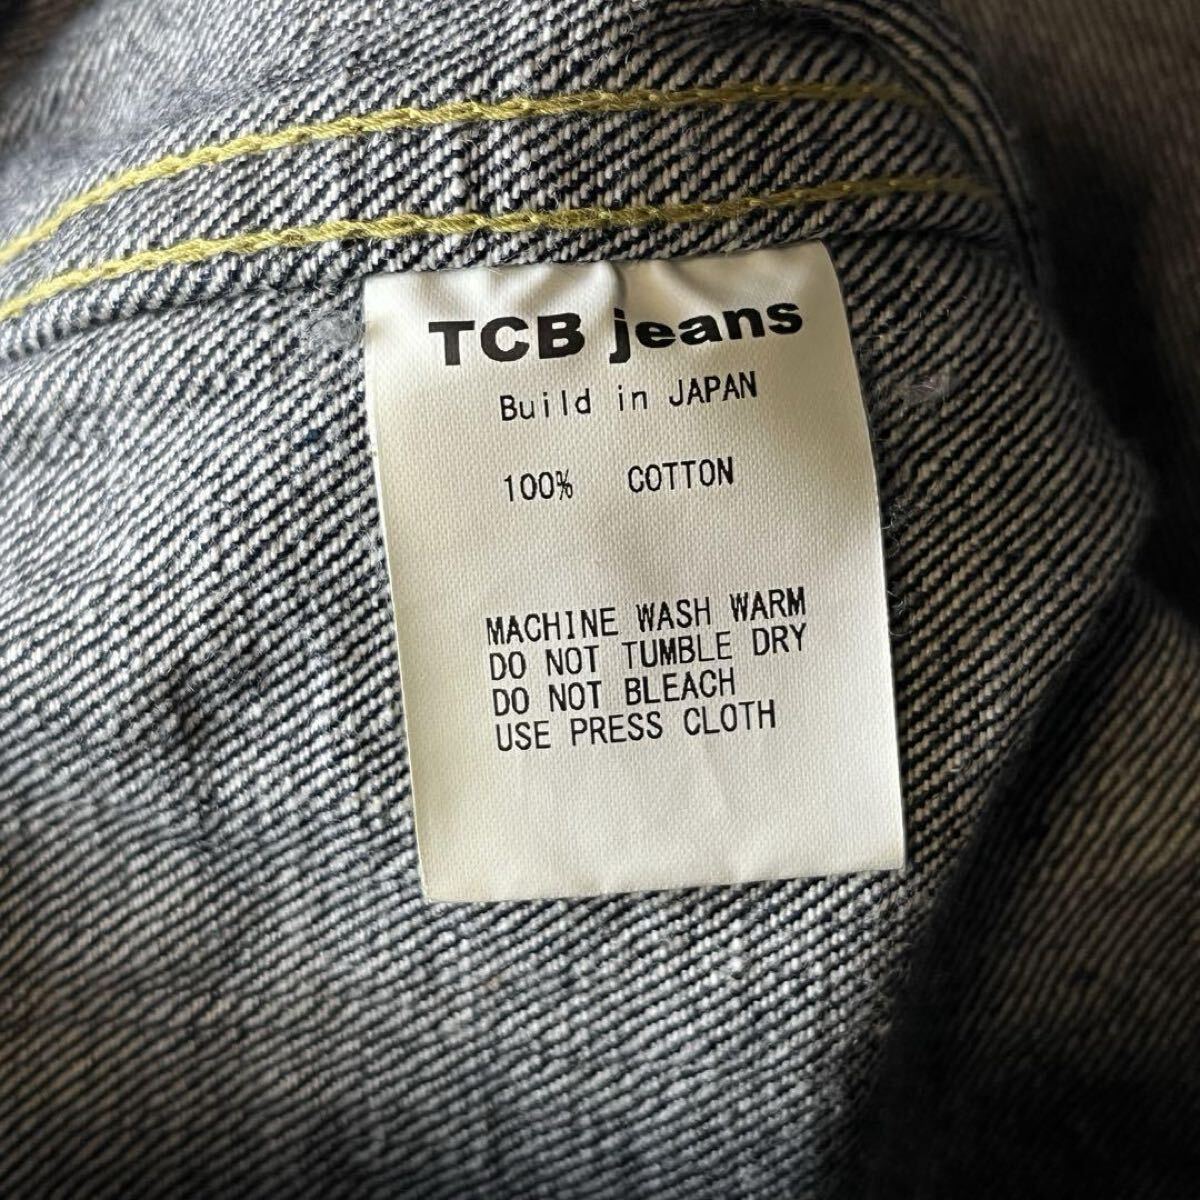 TCB jeans
Build in JAPAN
100% COTTON
MACHINE WASH WARM
DO NOT TUMBLE DRY
DO NOT BLEACH
USE PRESS CLOTH